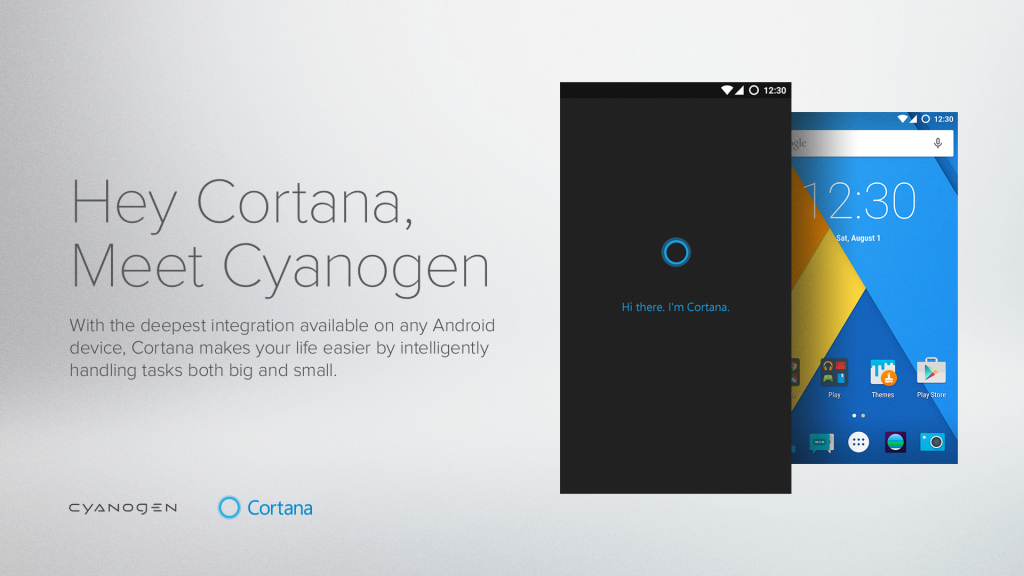 Hey Cortana,
Meet Cyanogen
With the deepest integration available on any Android
device, Cortana makes your life easier by intelligently
handling tasks both big and small.
CYANOGEN
Cortana
12:30
Hi there. I'm Cortana.
12:30
12:30
Sat, August 1
Play
Themes
Play Store